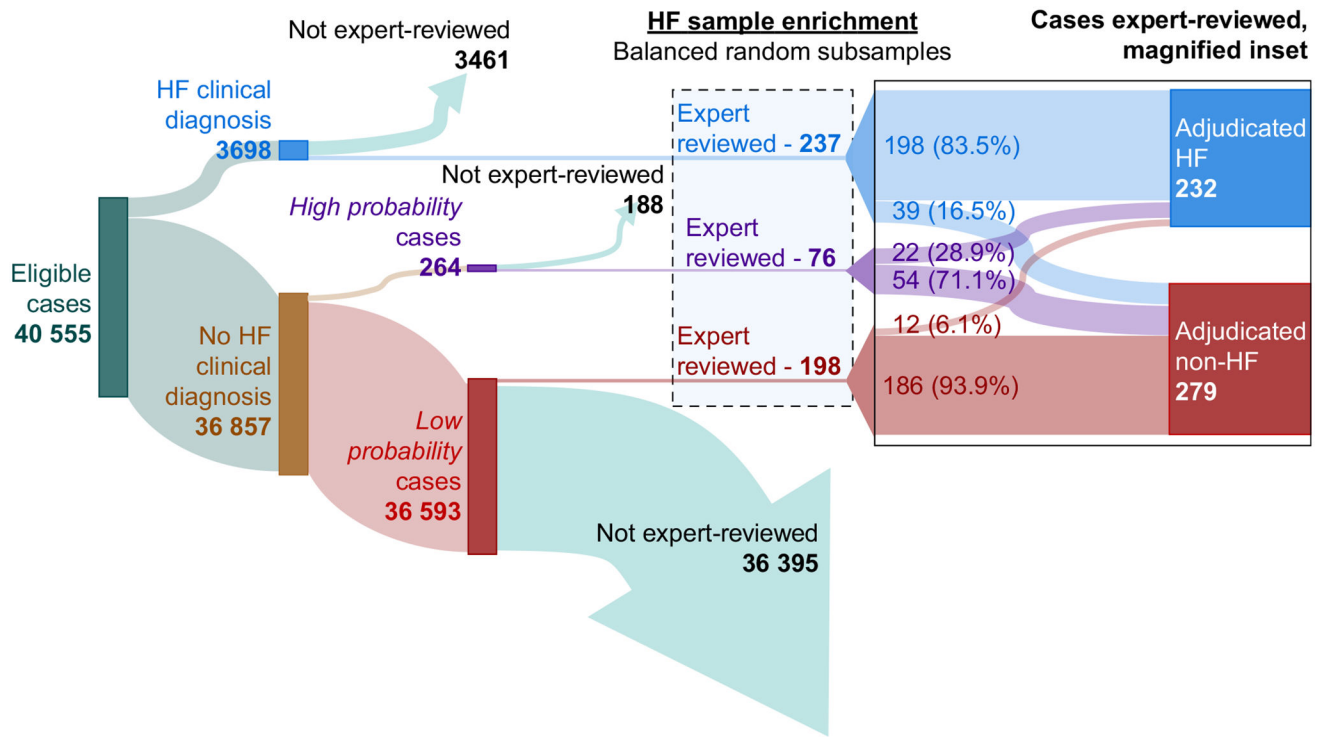 HF sample enrichment
Balanced random subsamples
Cases expert-reviewed,
magnified inset
Not expert-reviewed
3461
HF clinical
diagnosis
3698
Expert
reviewed - 237
198 (83.5%)
Adjudicated
HF
232
Not expert-reviewed
188
High probability
cases
264
39 (16.5%)
Expert
reviewed - 76
22 (28.9%)
54 (71.1%)
Eligible
cases
40 555
No HF
clinical
diagnosis
36 857
Expert
reviewed - 198
12 (6.1%)
186 (93.9%)
Adjudicated
non-HF
279
Low
probability
cases
36 593
Not expert-reviewed
36 395